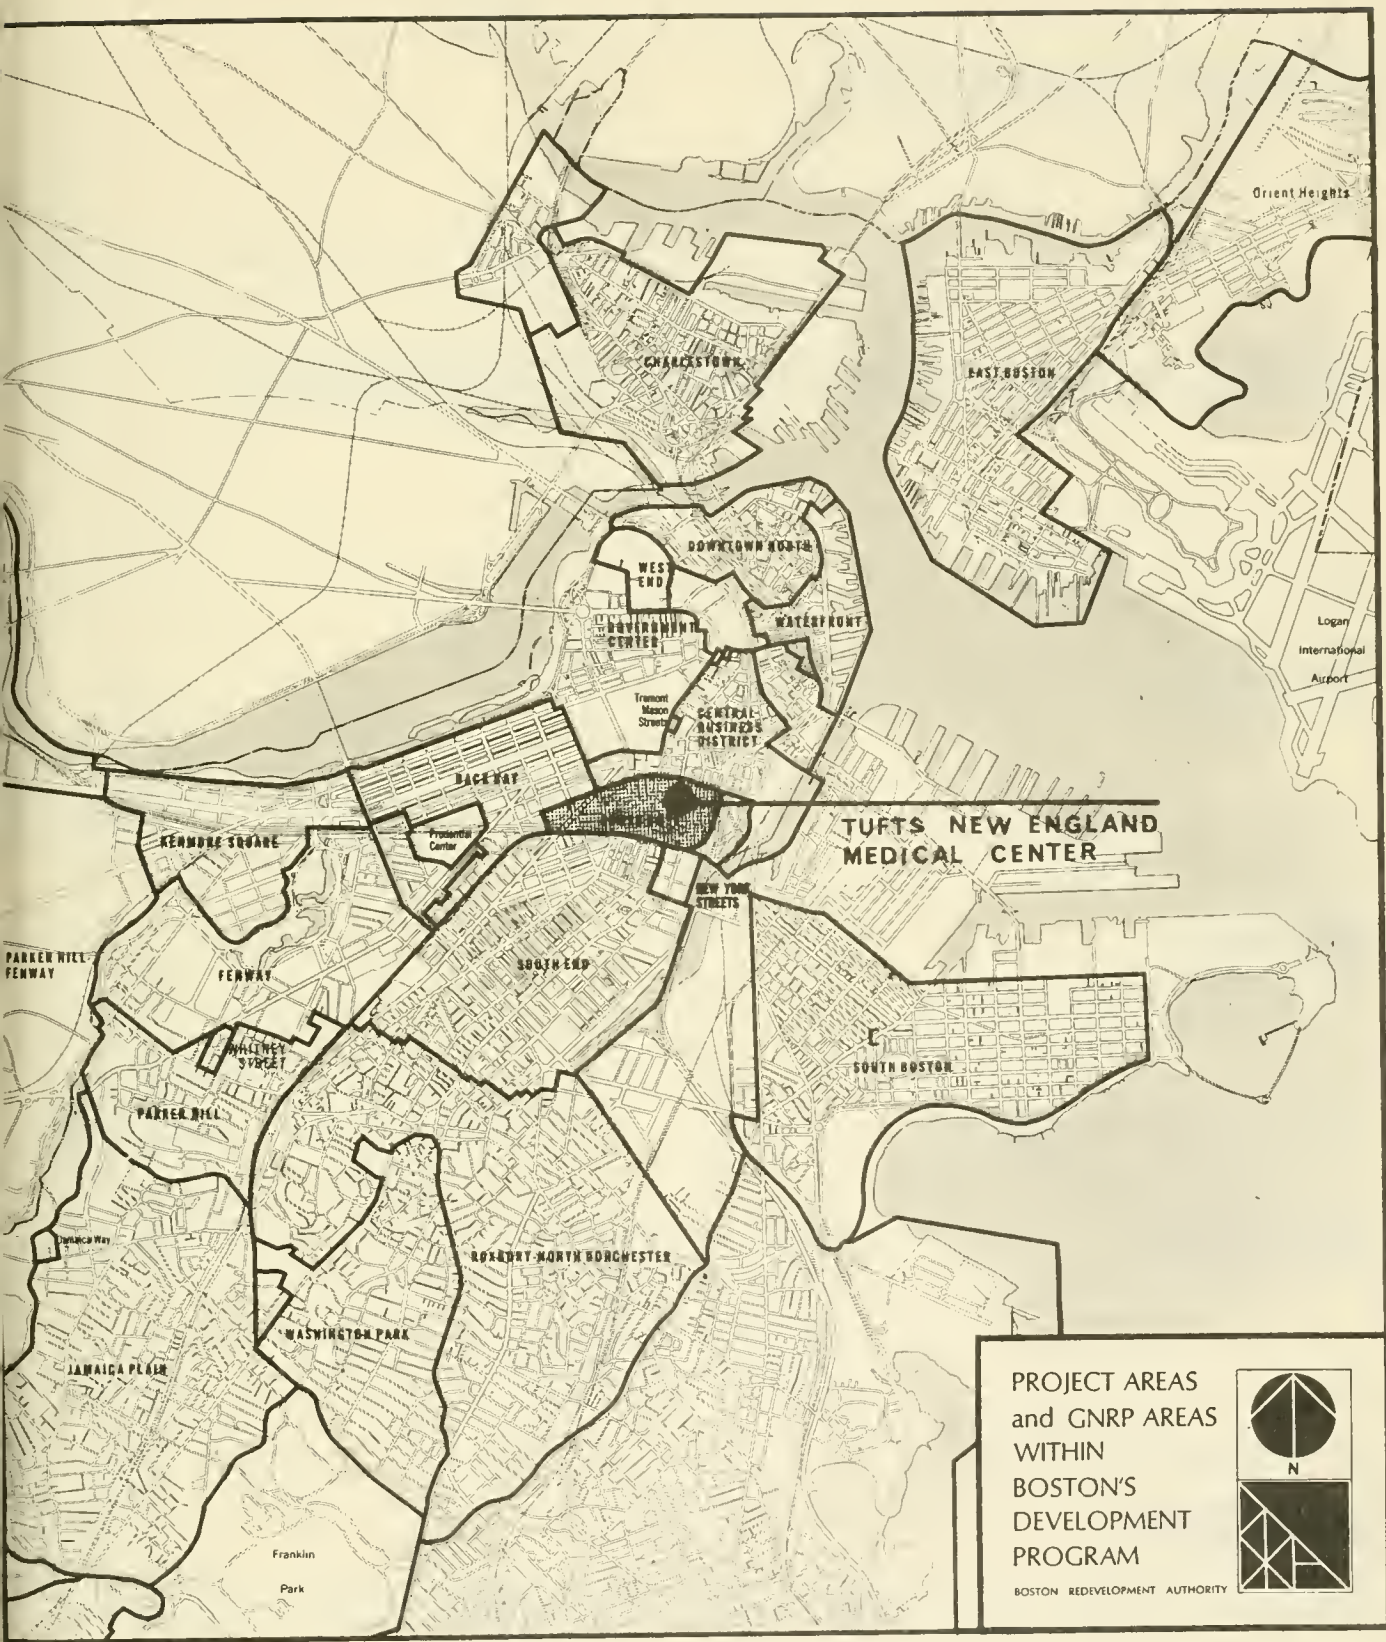 Orient Heights
CHARLESTOWN
EAST BOSTON
DOWNTOWN NORTH
WEST
END
GOVERNMENT
CENTER
WATERFRONT
Logan
International
Airport
Tremont
Mason
Streets
CENTRAL
BUSINESS
DISTRICT
BACK BAY
Prudential
Center
KENMORE SQUARE
TUFTS NEW ENGLAND
MEDICAL CENTER
NEW YORK
STREETS
PARKER HILL
FENWAY
FENWAY
SOUTH END
WHITNEY
STREET
SOUTH BOSTON
PARKER HILL
Jamaica Way
ROXBURY-NORTH DORCHESTER
WASHINGTON PARK
JAMAICA PLAIN
Franklin
Park
PROJECT AREAS
and GNRP AREAS
WITHIN
BOSTON'S
DEVELOPMENT
PROGRAM
BOSTON REDEVELOPMENT AUTHORITY
N